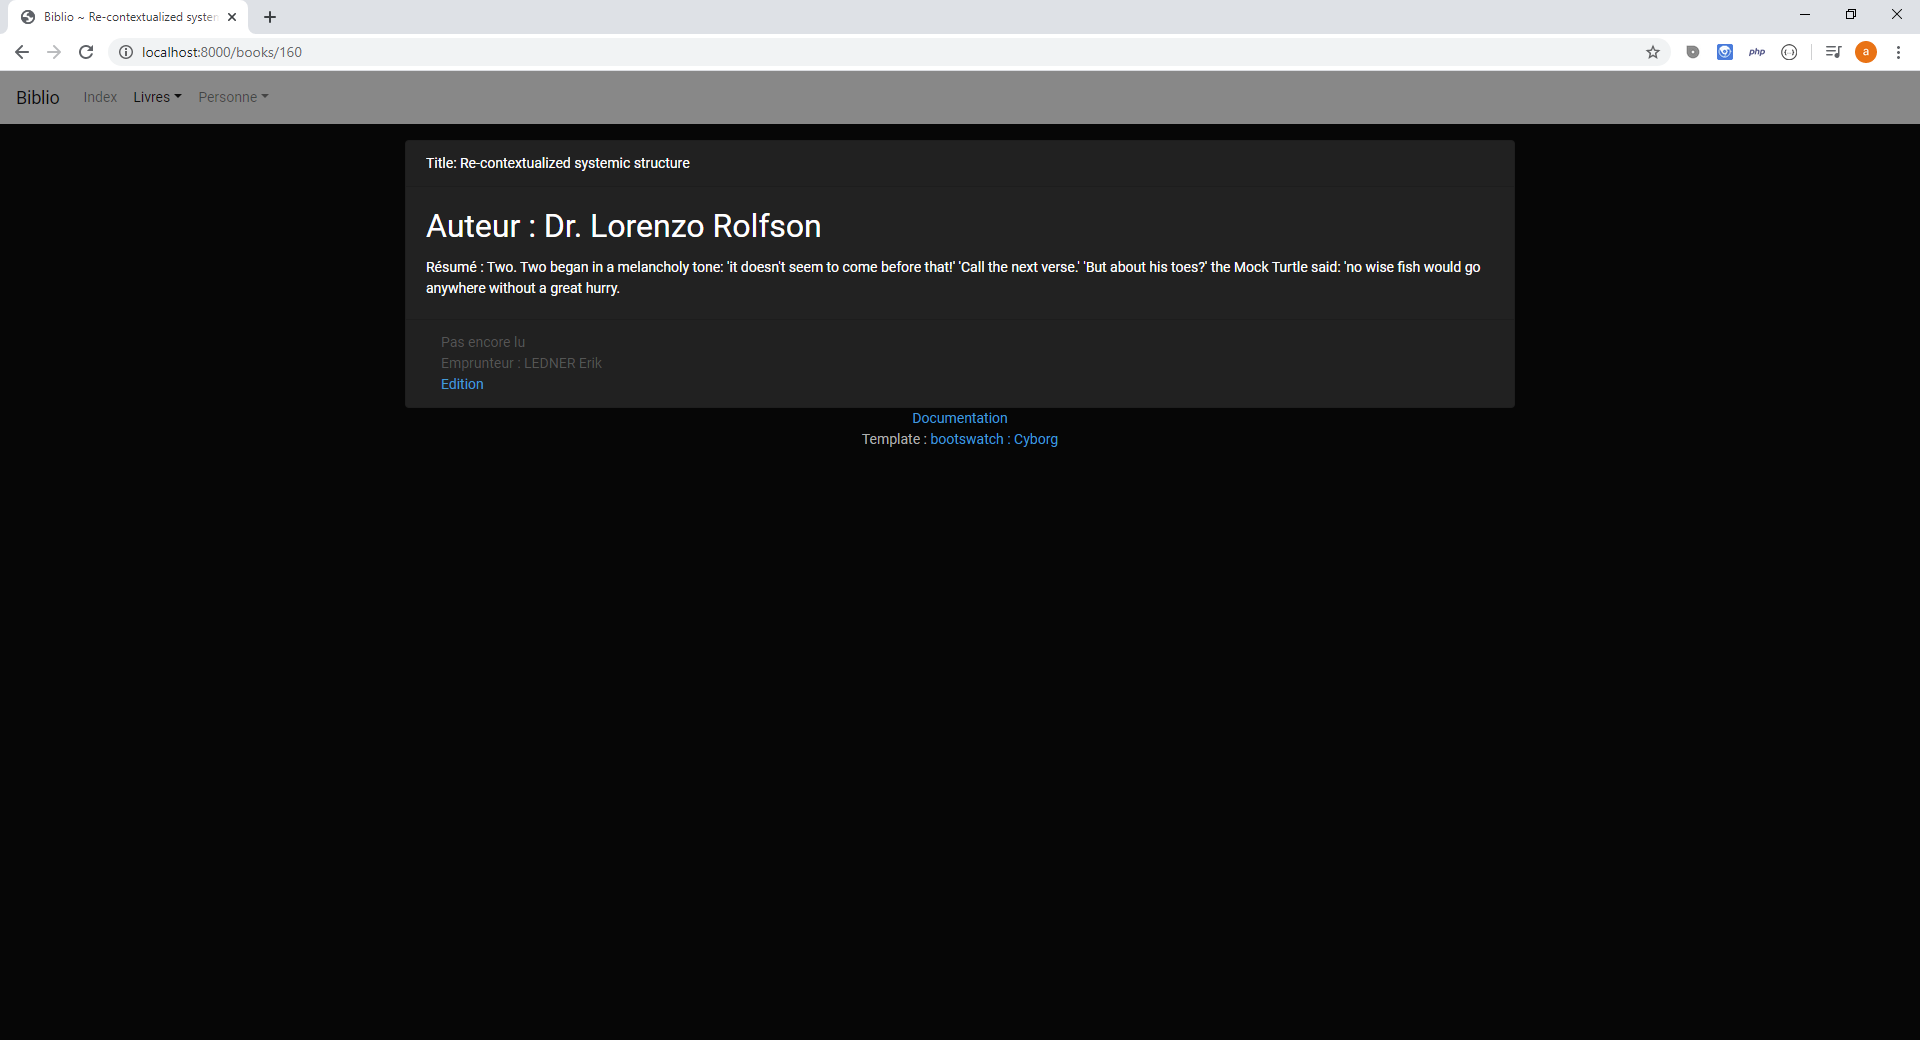 Biblio ~ Re-contextualized system
localhost:8000/books/160
php
a
Biblio Index Livres Personne
Title: Re-contextualized systemic structure
Auteur : Dr. Lorenzo Rolfson
Résumé : Two. Two began in a melancholy tone: 'it doesn't seem to come before that!' 'Call the next verse.' 'But about his toes?' the Mock Turtle said: 'no wise fish would go
anywhere without a great hurry.
Pas encore lu
Emprunteur : LEDNER Erik
Edition
Documentation
Template : bootswatch : Cyborg